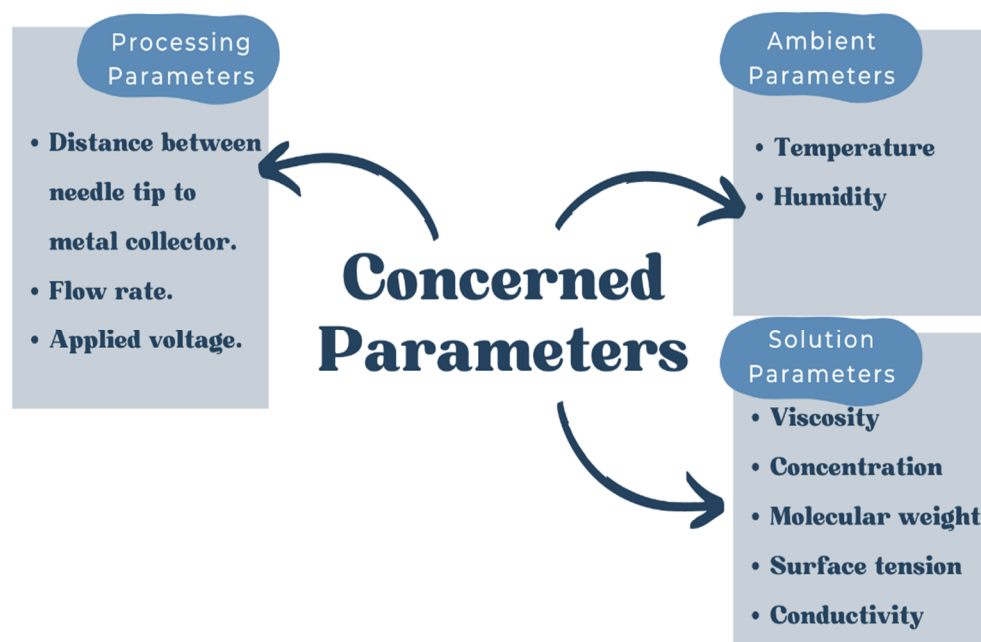 Processing
Parameters
• Distance between
needle tip to
metal collector.
• Flow rate.
• Applied voltage.
Concerned
Parameters
Ambient
Parameters
• Temperature
• Humidity
Solution
Parameters
• Viscosity
• Concentration
• Molecular weight
• Surface tension
• Conductivity